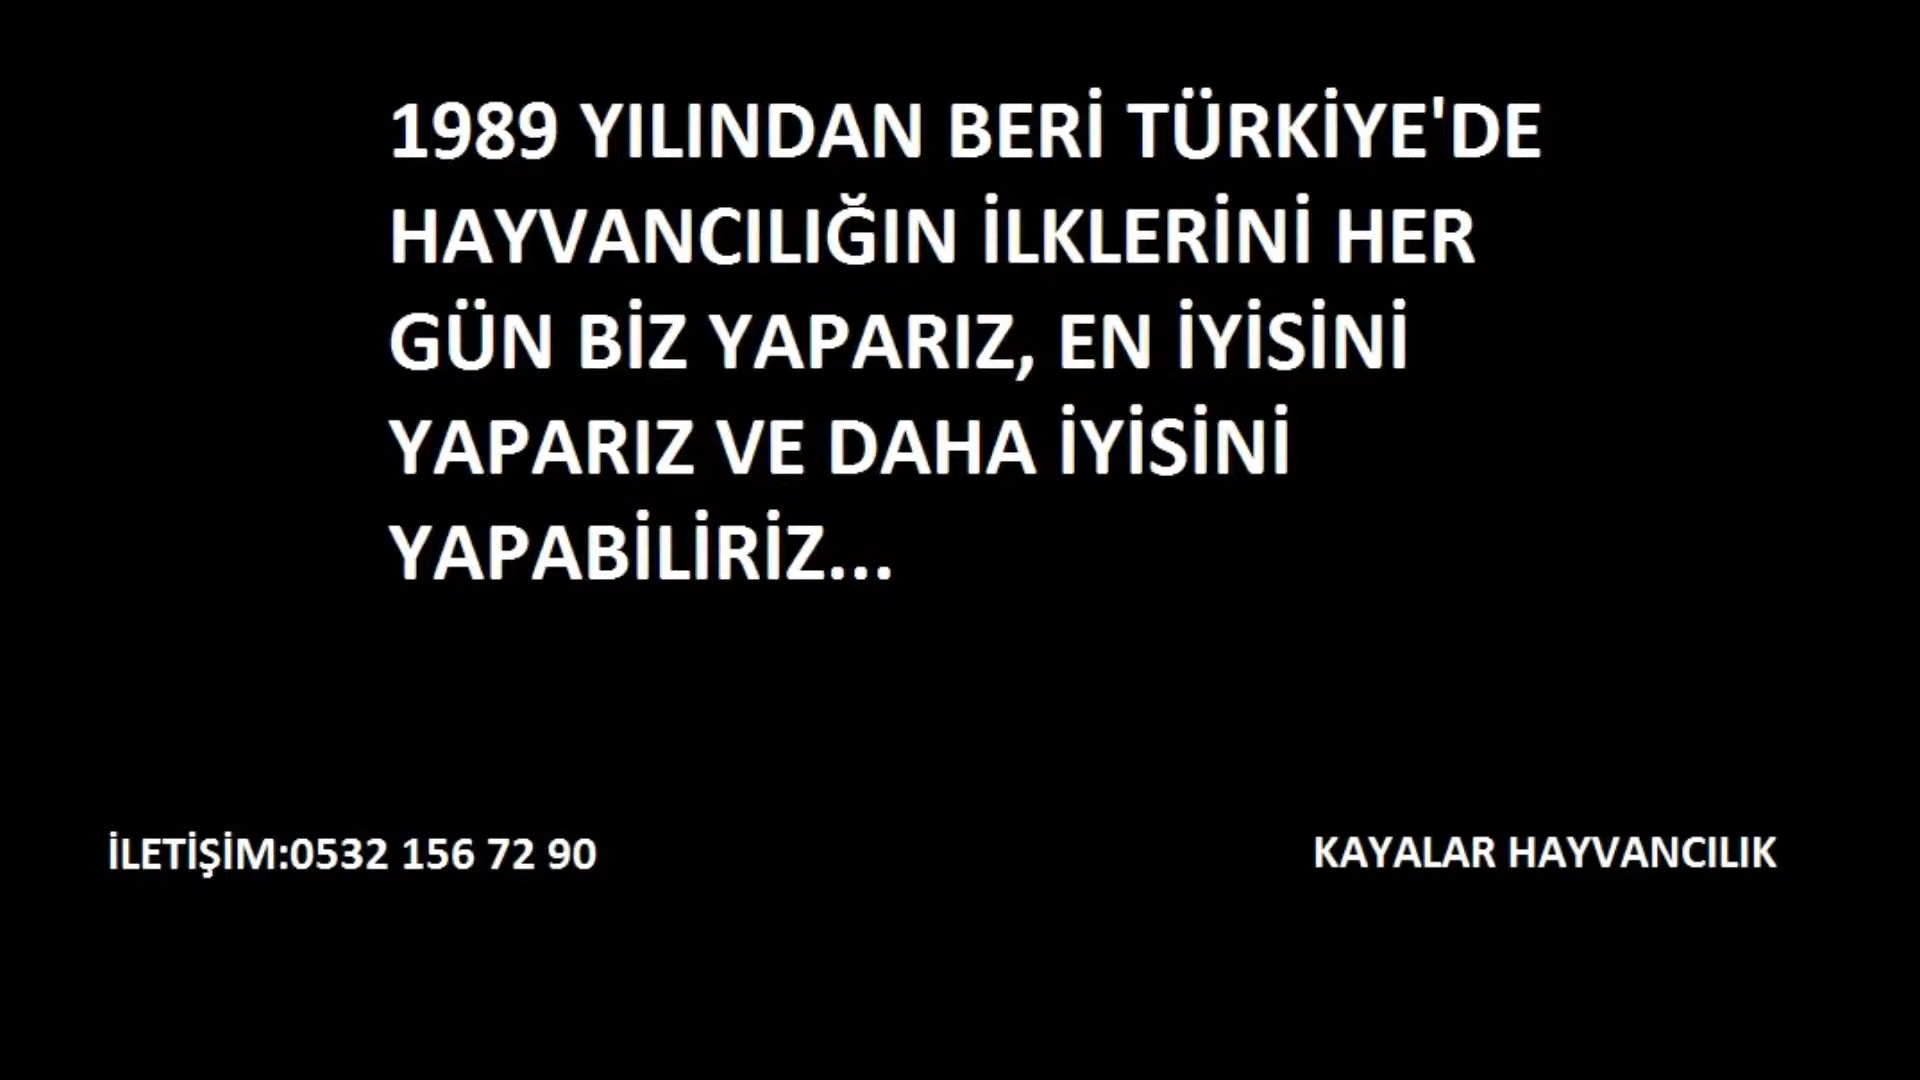 1989 YILINDAN BERİ TÜRKİYE'DE
HAYVANCILIĞIN İLKLERİNİ HER
GÜN BİZ YAPARIZ, EN İYİSİNİ
YAPARIZ VE DAHA İYİSİNİ
YAPABİLİRİZ...
İLETİŞİM:0532 156 72 90
KAYALAR HAYVANCILIK